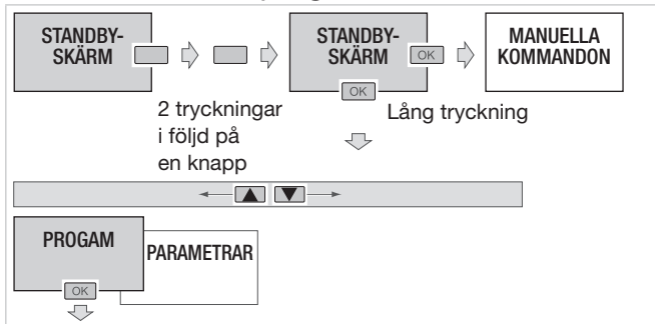 STANDBY-
SKÄRM
STANDBY-
SKÄRM
OK
MANUELLA
KOMMANDON
OK
2 tryckningar
i följd på
en knapp
Lång tryckning
PROGAM
PARAMETRAR
OK